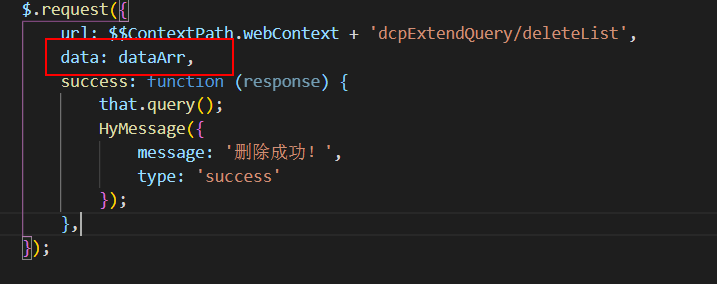 $.request({
url: $$ContextPath.webContext + 'dcpExtendQuery/deleteList',
data: dataArr,
success: function (response) {
that.query();
HyMessage({
message: '删除成功！',
type: 'success'
});
},
});